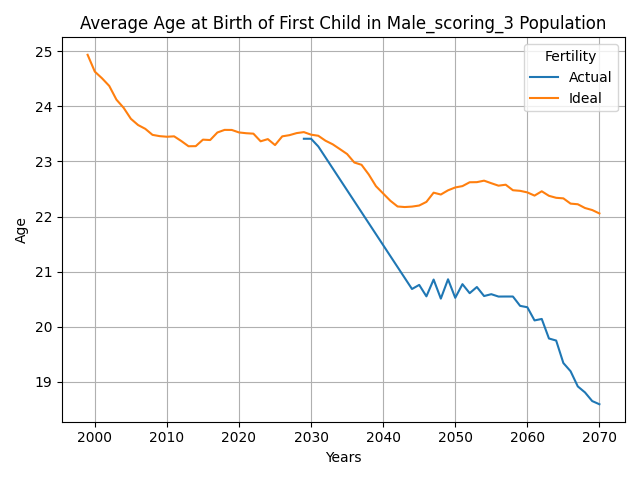 Average Age at Birth of First Child in Male_scoring_3 Population
Fertility
Actual
Ideal
Age
25
24
23
22
21
20
19
2000 2010 2020 2030 2040 2050 2060 2070
Years